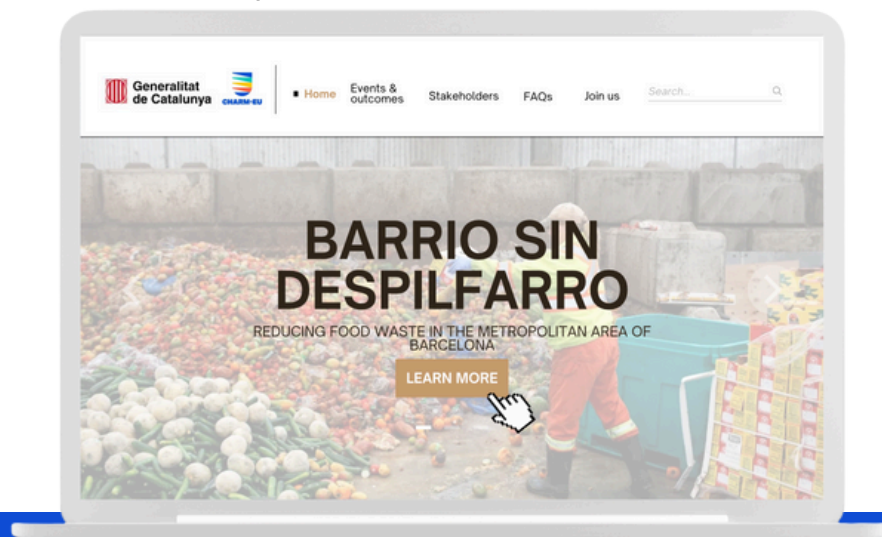 Generalitat
de Catalunya
CHARM-EU
Home
Events &
outcomes
Stakeholders
FAQs
Join us
Search...
BARRIO SIN
DESPILFARRO
REDUCING FOOD WASTE IN THE METROPOLITAN AREA OF
BARCELONA
LEARN MORE